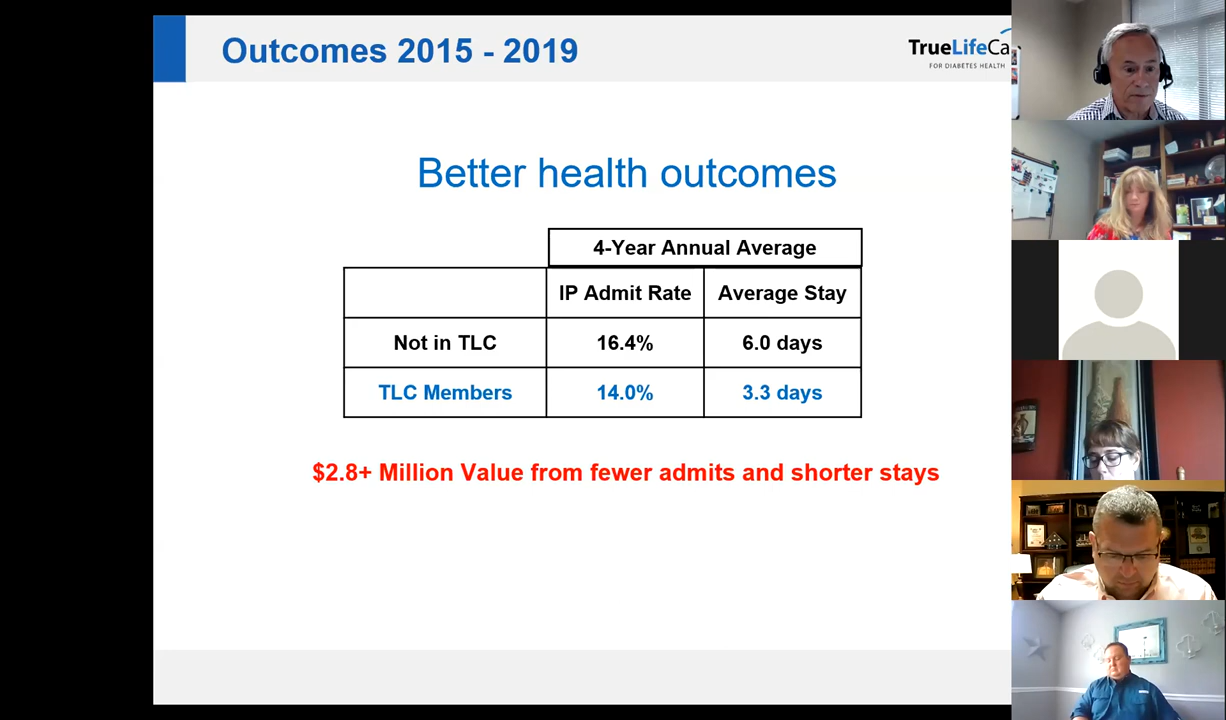 Outcomes 2015 - 2019
TrueLifeCa
FOR DIABETES HEALTH
Better health outcomes
4-Year Annual Average
IP Admit Rate Average Stay
Not in TLC 16.4% 6.0 days
TLC Members 14.0% 3.3 days
$2.8+ Million Value from fewer admits and shorter stays